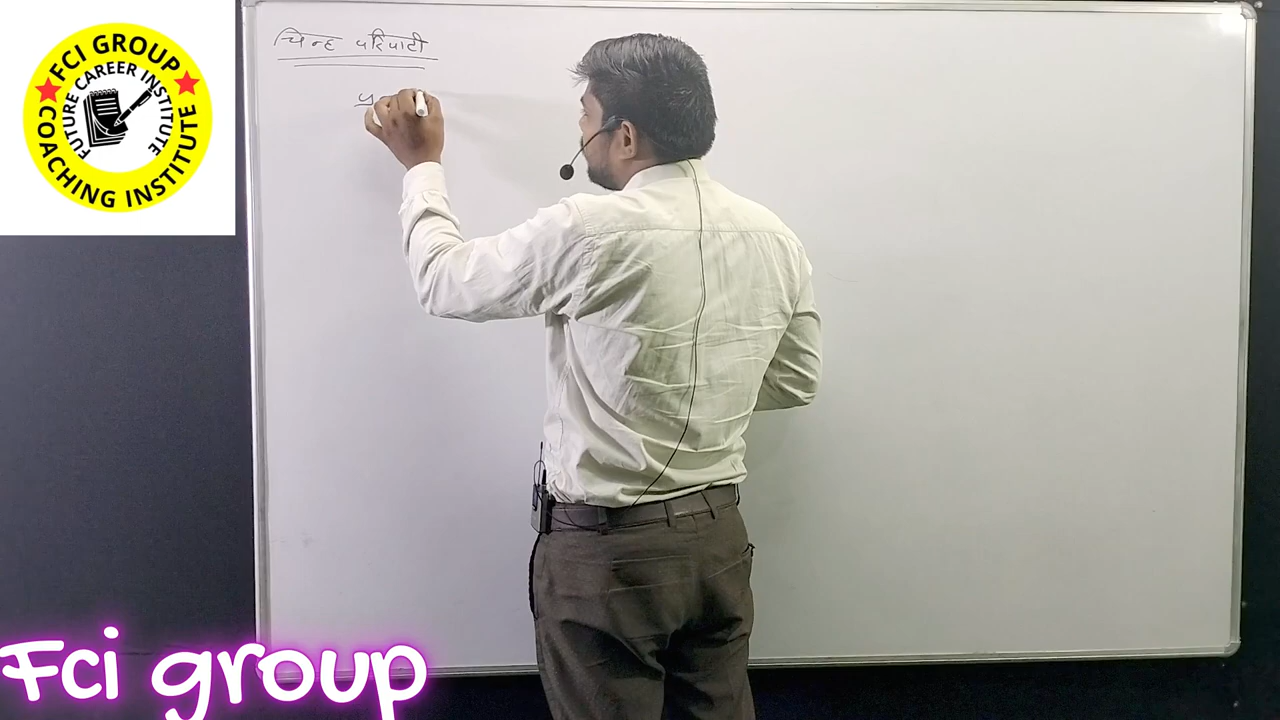 FCI GROUP
FUTURE CAREER INSTITUTE
COACHING INSTITUTE
चिन्ह परिपाटी
Fci group